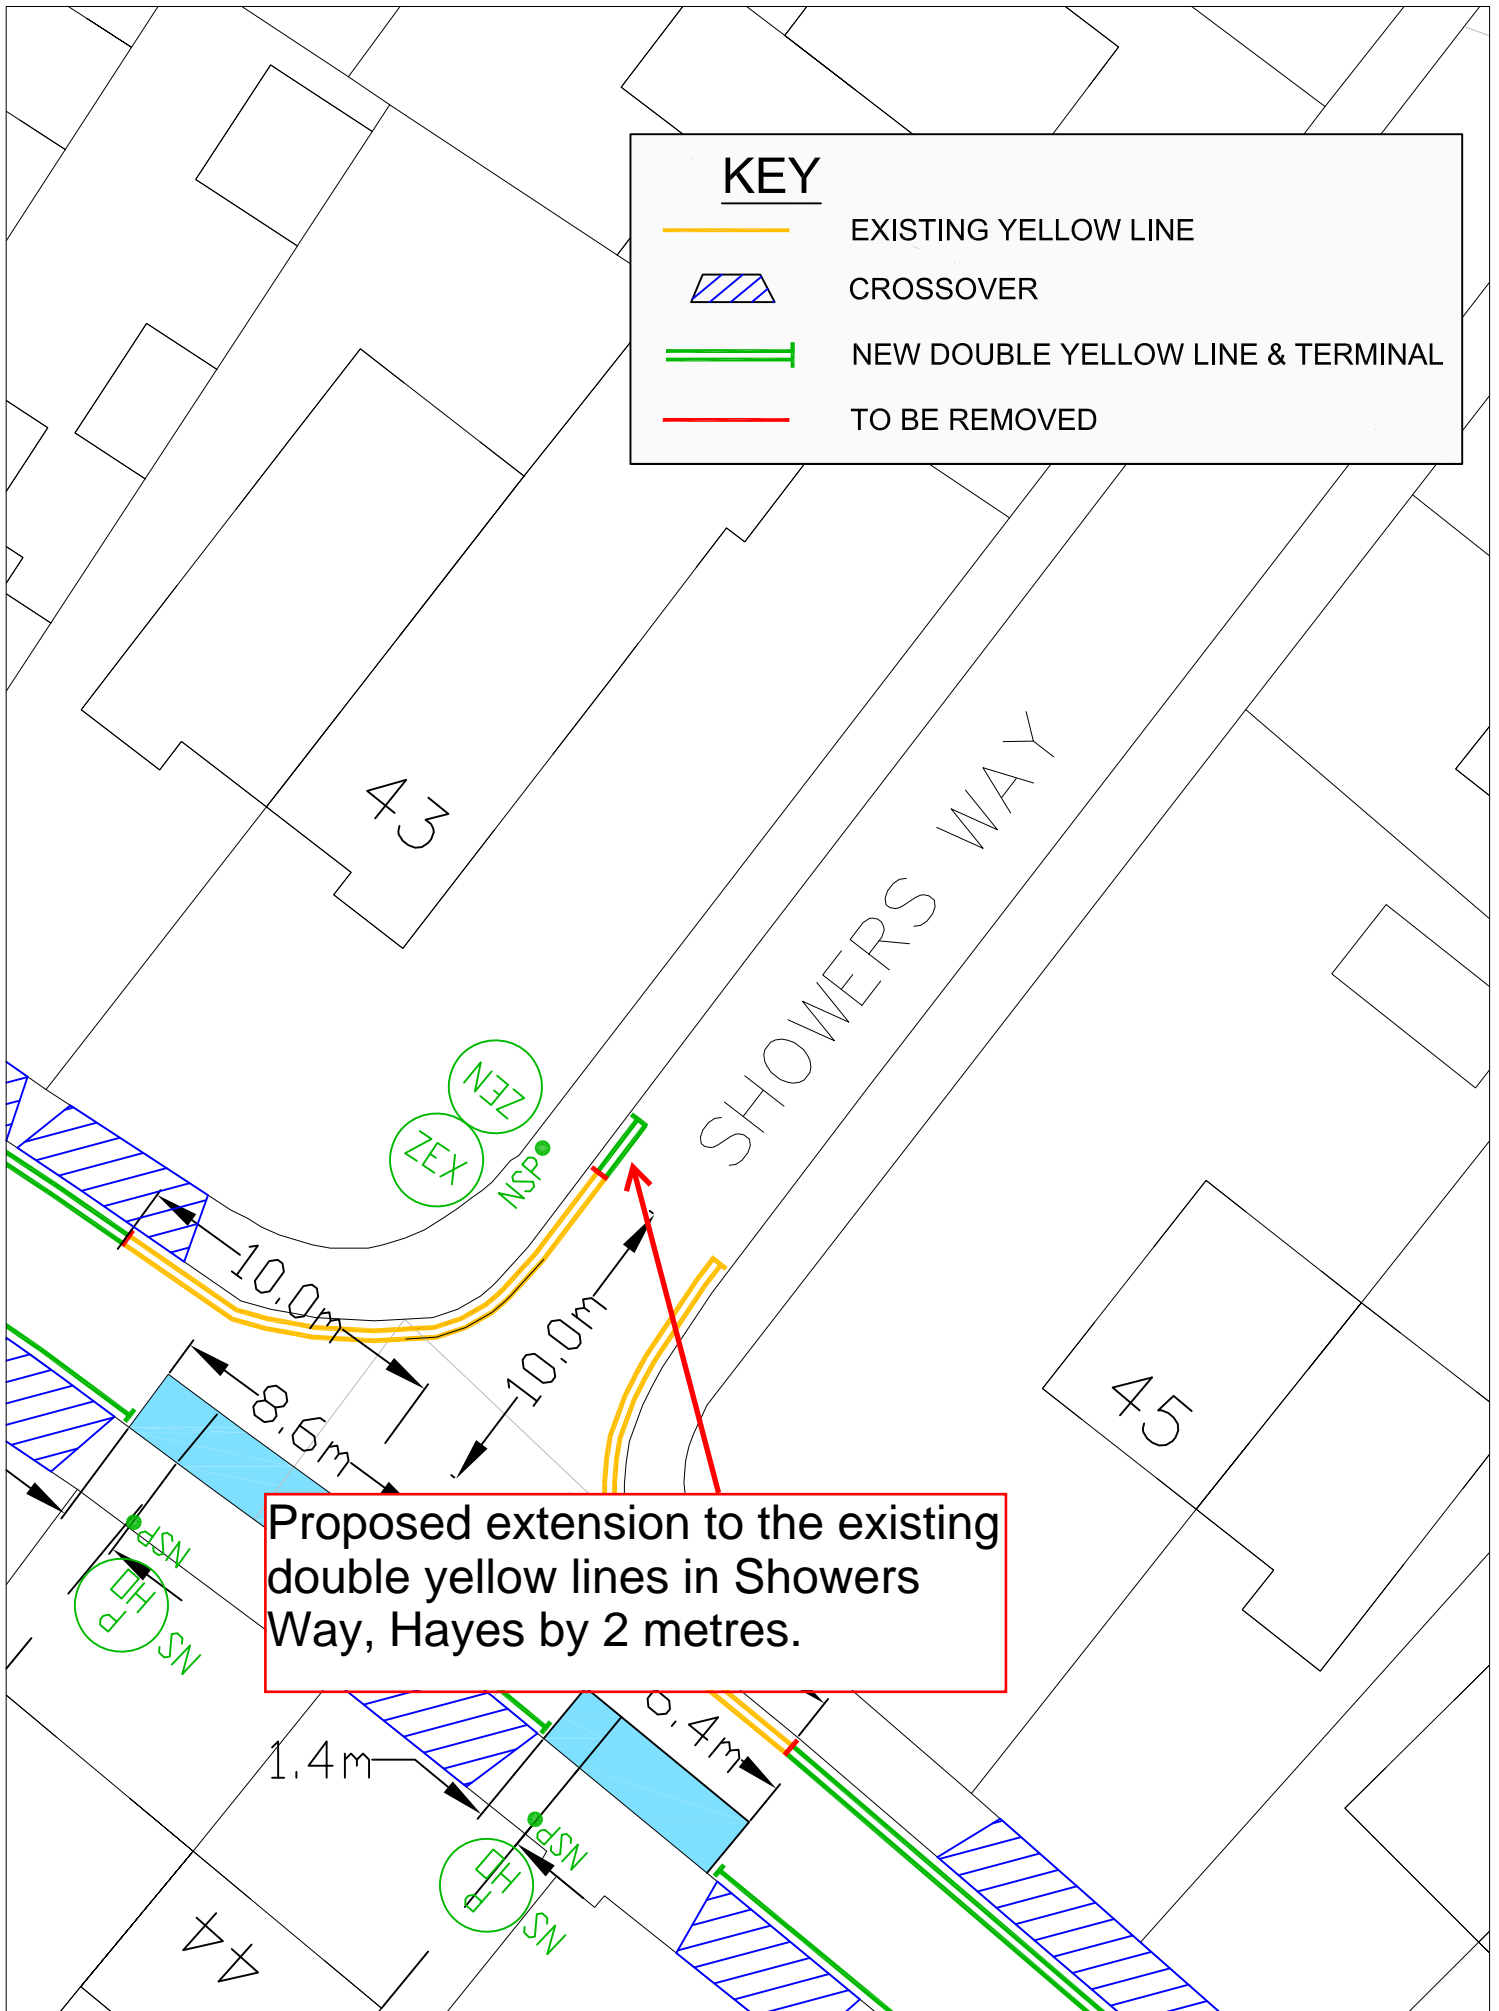 KEY
EXISTING YELLOW LINE
CROSSOVER
NEW DOUBLE YELLOW LINE & TERMINAL
TO BE REMOVED
43
SHOWERS WAY
ZEN
ZEX
NSP
10.0m
10.0m
8.6m
45
NSP
P
NS
Proposed extension to the existing
double yellow lines in Showers
Way, Hayes by 2 metres.
.4m
1.4m
NSP
P
NS
44